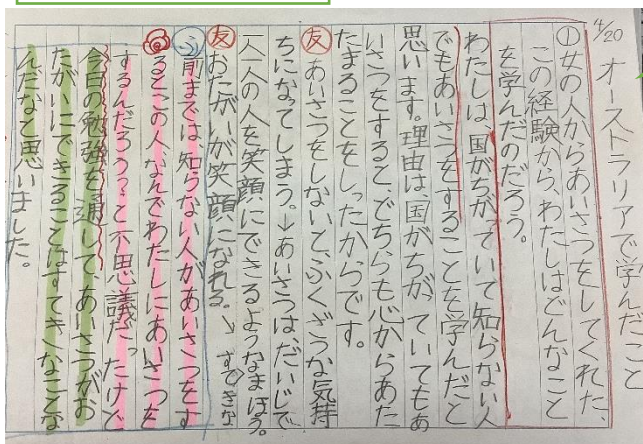 4/20
オーストラリアで学んだこと
① 女の人からあいさつをしてくれた、
この経験から、わたしはどんなこと
を学んだのだろう。
わたしは、国がちがっていて知らない人
でもあいさつをすることを学んだと
思います。理由は、国がちがっていてもあ
いさつをすると、どちらも心からあた
たまることをしったからです。
友 あいさつをしないと、ふくざつな気持
ちになってしまう。→あいさつは、だいじで
一人一人の人を笑顔にできるようなまほう。
友 おたがいが笑顔になれる。→すてきな
ふ 前までは、知らない人があいさつをす
るとこの人なんでわたしにあいさつを
するんだろう?と不思議だったけど
今日の勉強を通して、あいさつがお
たがいにできることはすてきなことな
んだなと思いました。